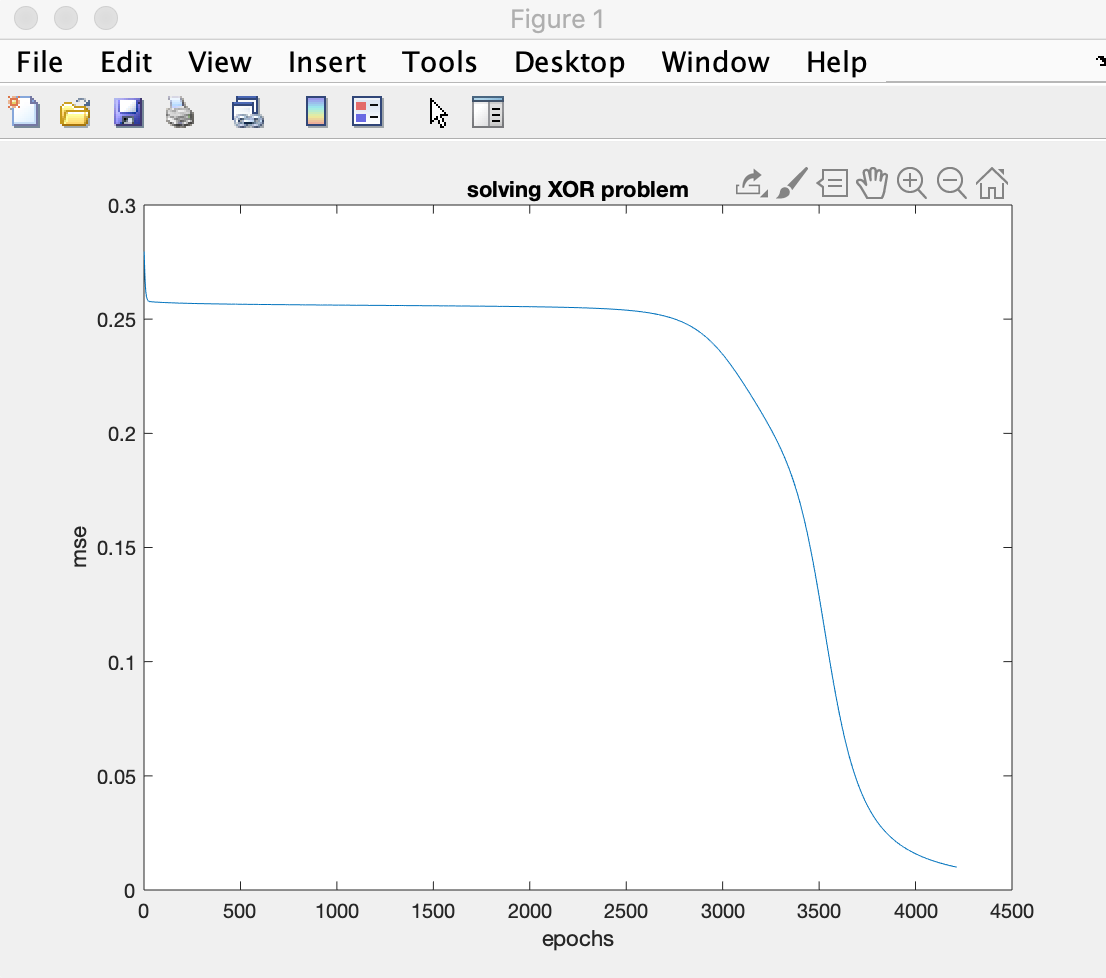 Figure 1
File Edit View Insert Tools Desktop Window Help
solving XOR problem
0.3
0.25
0.2
0.15
0.1
0.05
0
mse
0 500 1000 1500 2000 2500 3000 3500 4000 4500
epochs